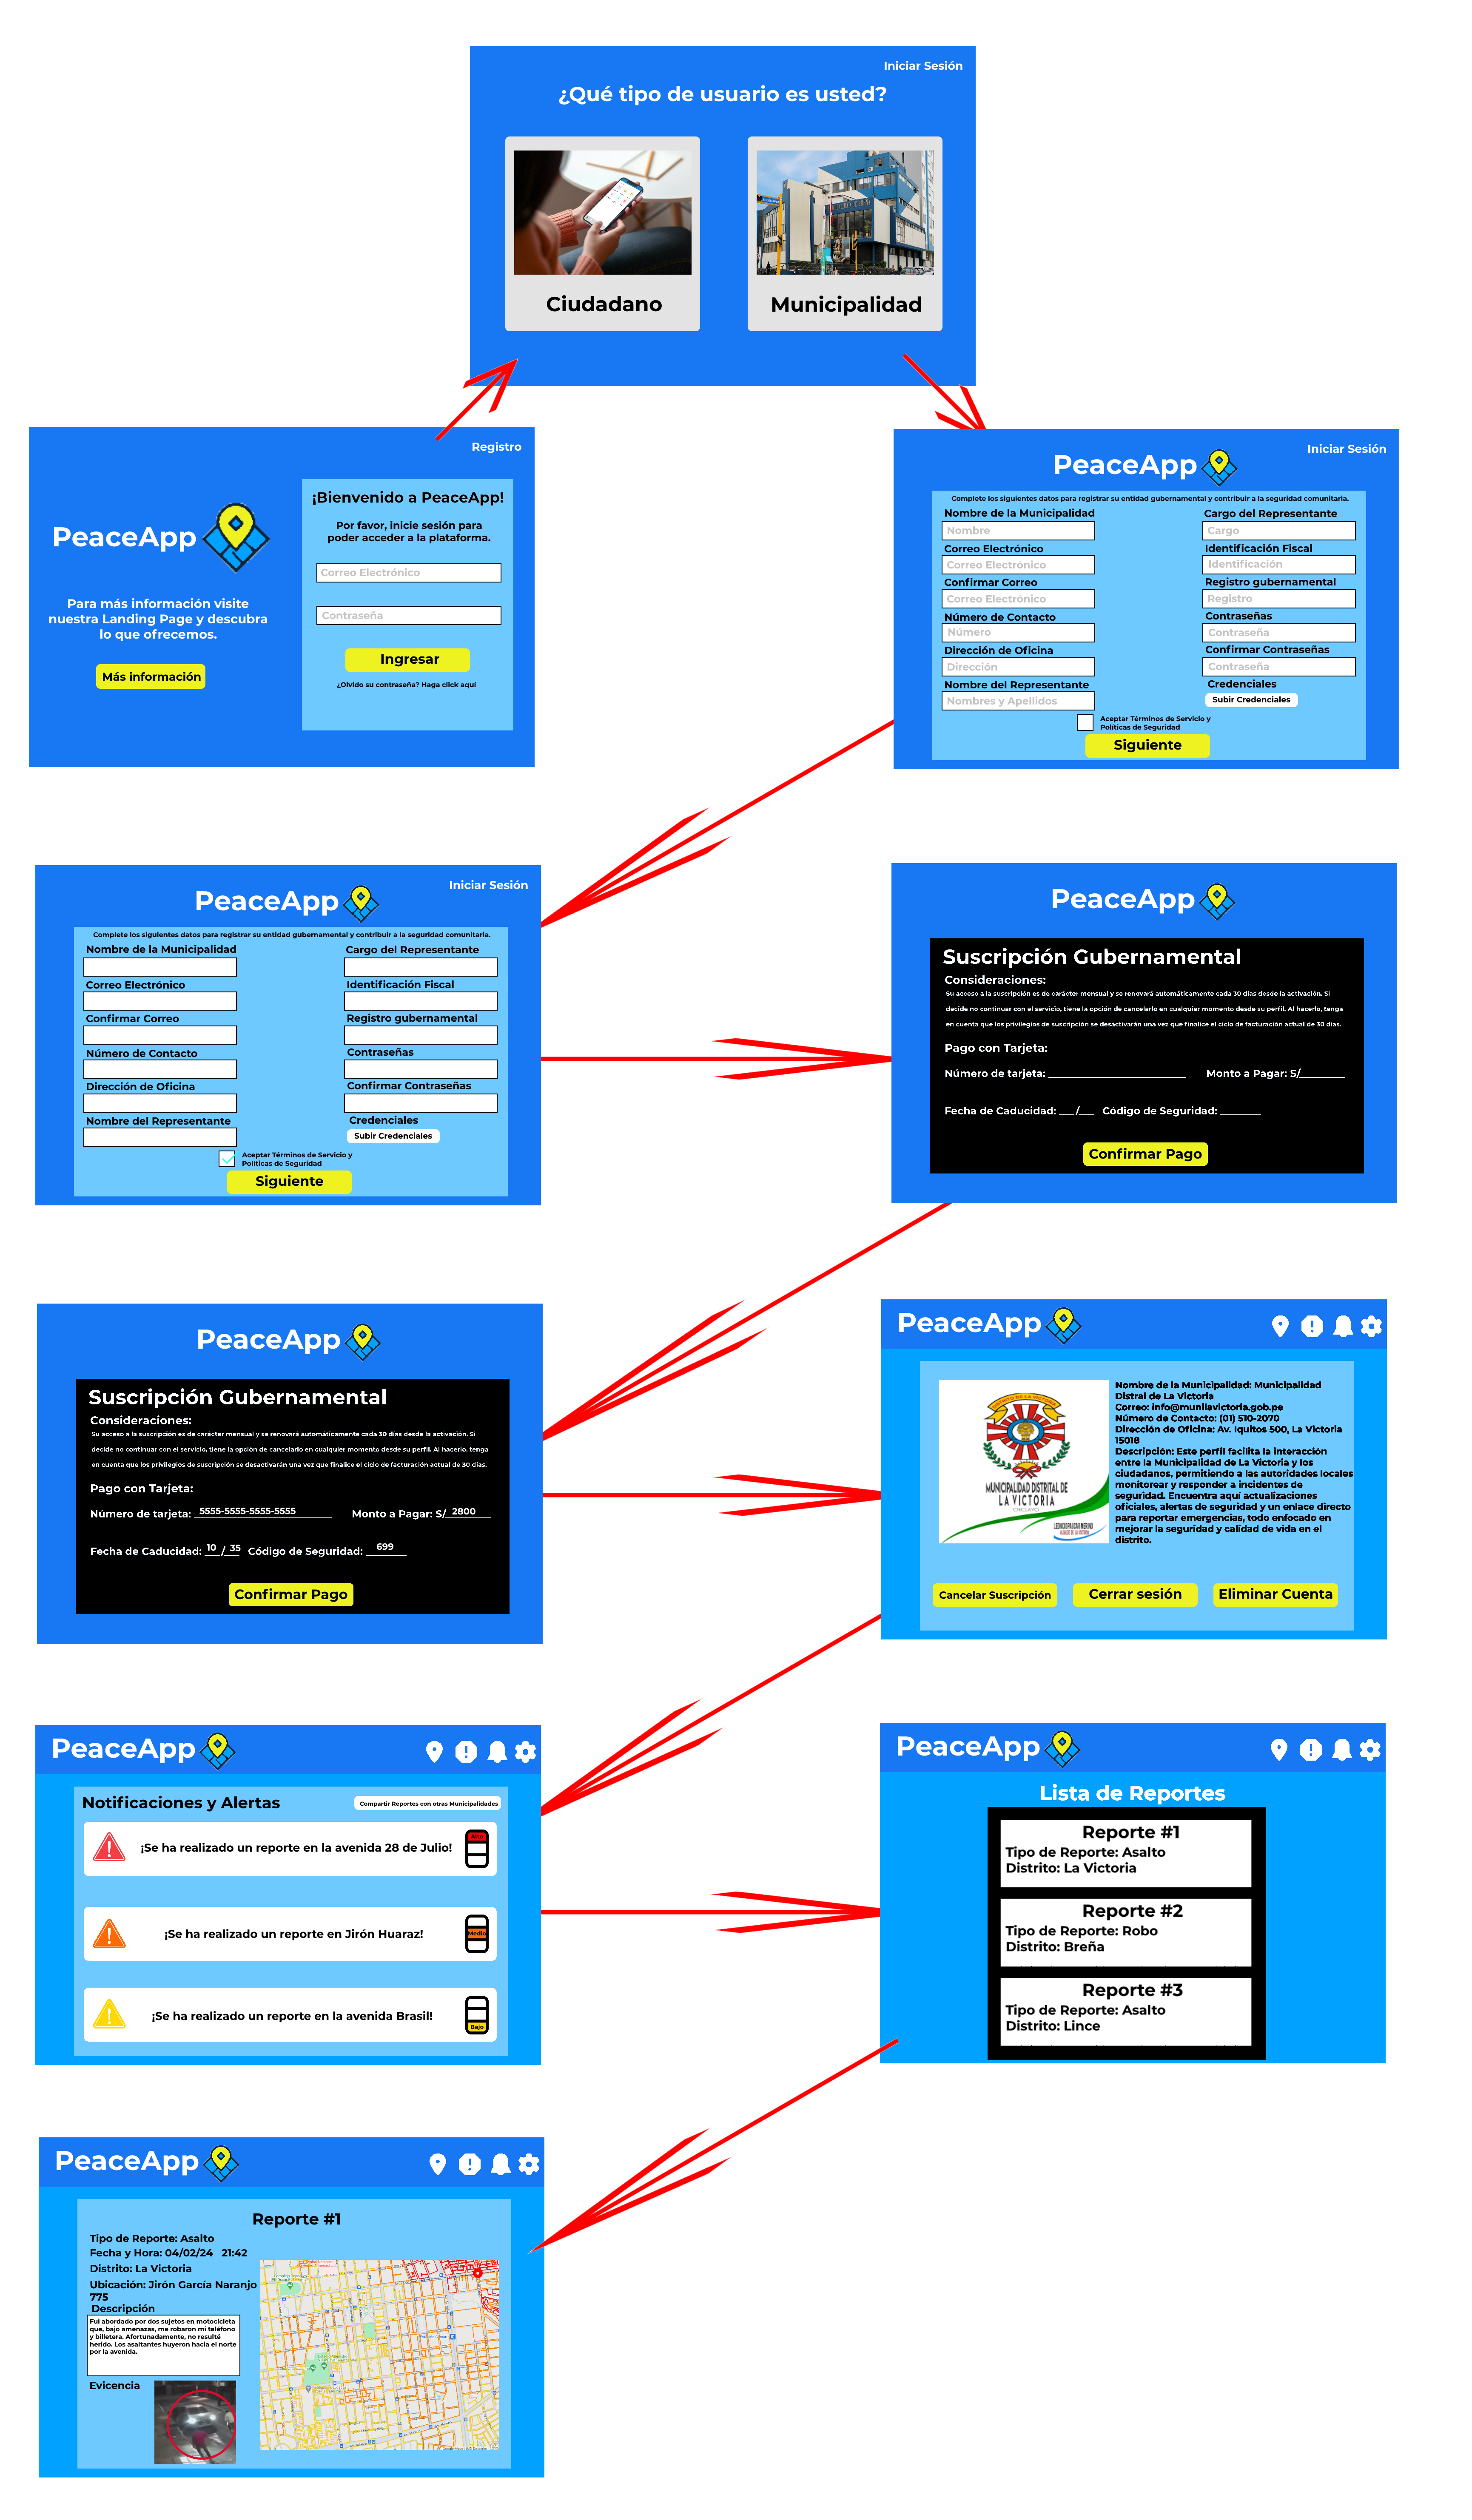 Iniciar Sesión
¿Qué tipo de usuario es usted?
Ciudadano
Municipalidad
Registro
PeaceApp
Para más información visite
nuestra Landing Page y descubra
lo que ofrecemos.
Más información
¡Bienvenido a PeaceApp!
Por favor, inicie sesión para
poder acceder a la plataforma.
Correo Electrónico
Contraseña
Ingresar
¿Olvido su contraseña? Haga click aquí
Iniciar Sesión
PeaceApp
Complete los siguientes datos para registrar su entidad gubernamental y contribuir a la seguridad comunitaria.
Nombre de la Municipalidad
Nombre
Correo Electrónico
Correo Electrónico
Confirmar Correo
Correo Electrónico
Número de Contacto
Número
Dirección de Oficina
Dirección
Nombre del Representante
Nombres y Apellidos
Cargo del Representante
Cargo
Identificación Fiscal
Identificación
Registro gubernamental
Registro
Contraseñas
Contraseña
Confirmar Contraseñas
Contraseña
Credenciales
Subir Credenciales
Aceptar Términos de Servicio y
Políticas de Seguridad
Siguiente
Iniciar Sesión
PeaceApp
Complete los siguientes datos para registrar su entidad gubernamental y contribuir a la seguridad comunitaria.
Nombre de la Municipalidad
Correo Electrónico
Confirmar Correo
Número de Contacto
Dirección de Oficina
Nombre del Representante
Cargo del Representante
Identificación Fiscal
Registro gubernamental
Contraseñas
Confirmar Contraseñas
Credenciales
Subir Credenciales
Aceptar Términos de Servicio y
Políticas de Seguridad
Siguiente
PeaceApp
Suscripción Gubernamental
Consideraciones:
Su acceso a la suscripción es de carácter mensual y se renovará automáticamente cada 30 días desde la activación. Si
decide no continuar con el servicio, tiene la opción de cancelarlo en cualquier momento desde su perfil. Al hacerlo, tenga
en cuenta que los privilegios de suscripción se desactivarán una vez que finalice el ciclo de facturación actual de 30 días.
Pago con Tarjeta:
Número de tarjeta: ____ Monto a Pagar: S/____
Fecha de Caducidad: ___/___ Código de Seguridad: ____
Confirmar Pago
PeaceApp
Suscripción Gubernamental
Consideraciones:
Su acceso a la suscripción es de carácter mensual y se renovará automáticamente cada 30 días desde la activación. Si
decide no continuar con el servicio, tiene la opción de cancelarlo en cualquier momento desde su perfil. Al hacerlo, tenga
en cuenta que los privilegios de suscripción se desactivarán una vez que finalice el ciclo de facturación actual de 30 días.
Pago con Tarjeta:
Número de tarjeta: 5555-5555-5555-5555 Monto a Pagar: S/ 2800
Fecha de Caducidad: 10 / 35 Código de Seguridad: 699
Confirmar Pago
PeaceApp
MUNICIPALIDAD DISTRITAL DE
LA VICTORIA
CHICLAYO
Nombre de la Municipalidad: Municipalidad
Distral de La Victoria
Correo: info@munilavictoria.gob.pe
Número de Contacto: (01) 510-2070
Dirección de Oficina: Av. Iquitos 500, La Victoria
15018
Descripción: Este perfil facilita la interacción
entre la Municipalidad de La Victoria y los
ciudadanos, permitiendo a las autoridades locales
monitorear y responder a incidentes de
seguridad. Encuentra aquí actualizaciones
oficiales, alertas de seguridad y un enlace directo
para reportar emergencias, todo enfocado en
mejorar la seguridad y calidad de vida en el
distrito.
Cancelar Suscripción
Cerrar sesión
Eliminar Cuenta
PeaceApp
Notificaciones y Alertas
Compartir Reportes con otras Municipalidades
¡Se ha realizado un reporte en la avenida 28 de Julio!
Alto
¡Se ha realizado un reporte en Jirón Huaraz!
Medio
¡Se ha realizado un reporte en la avenida Brasil!
Bajo
PeaceApp
Lista de Reportes
Reporte #1
Tipo de Reporte: Asalto
Distrito: La Victoria
Reporte #2
Tipo de Reporte: Robo
Distrito: Breña
Reporte #3
Tipo de Reporte: Asalto
Distrito: Lince
PeaceApp
Reporte #1
Tipo de Reporte: Asalto
Fecha y Hora: 04/02/24 21:42
Distrito: La Victoria
Ubicación: Jirón García Naranjo
775
Descripción
Fui abordado por dos sujetos en motocicleta
que, bajo amenazas, me robaron mi teléfono
y billetera. Afortunadamente, no resulté
herido. Los asaltantes huyeron hacia el norte
por la avenida.
Evicencia